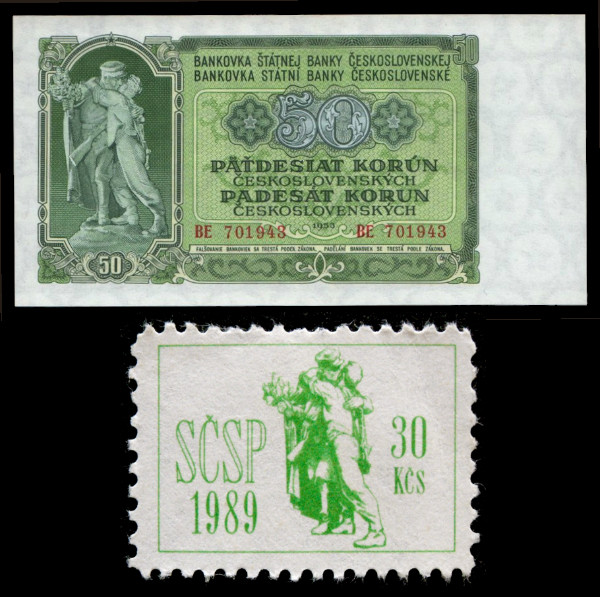 50
BANKOVKA ŠTÁTNEJ BANKY ČESKOSLOVENSKEJ
BANKOVKA STÁTNÍ BANKY ČESKOSLOVENSKÉ
50
PÄŤDESIAT KORÚN
ČESKOSLOVENSKÝCH
PADESÁT KORUN
ČESKOSLOVENSKÝCH
BE 701943 1953 BE 701943
FALŠOVANIE BANKOVIEK SA TRESTÁ PODĽA ZÁKONA. PADĚLÁNÍ BANKOVEK SE TRESTÁ PODLE ZÁKONA.
50
SČSP
1989
30
KČS